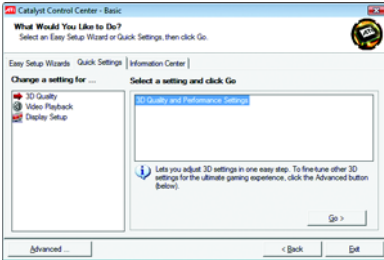 ATI Catalyst Control Center - Basic
What Would You Like to Do?
Select an Easy Setup Wizard or Quick Settings, then click Go.
Easy Setup Wizards Quick Settings Information Center
Change a setting for ...
3D Quality
Video Playback
Display Setup
Select a setting and click Go
3D Quality and Performance Settings
Lets you adjust 3D settings in one easy step. To fine-tune other 3D
settings for the ultimate gaming experience, click the Advanced button
(below).
Go >
Advanced ...
< Back
Exit